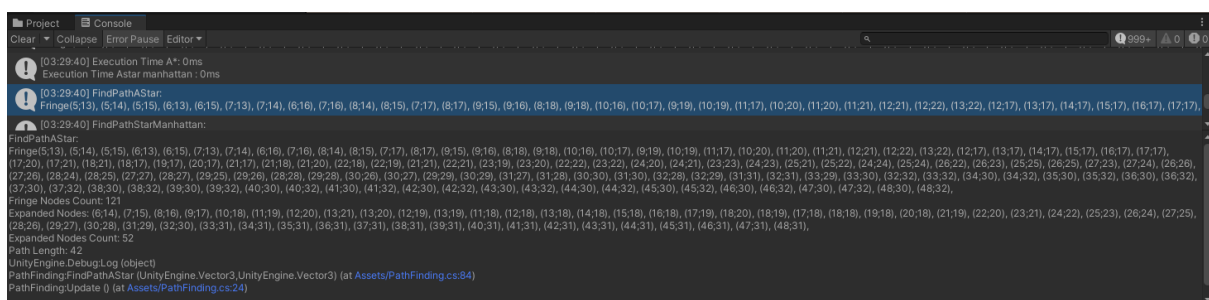 Project Console
Clear Collapse Error Pause Editor 999+ 0 0
[03:29:40] Execution Time A*: 0ms
Execution Time Astar manhattan : 0ms
[03:29:40] FindPathAStar:
Fringe(5;13), (5;14), (5;15), (6;13), (6;15), (7;13), (7;14), (6;16), (7;16), (8;14), (8;15), (7;17), (8;17), (9;15), (9;16), (8;18), (9;18), (10;16), (10;17), (9;19), (10;19), (11;17), (10;20), (11;20), (11;21), (12;21), (12;22), (13;22), (12;17), (13;17), (14;17), (15;17), (16;17), (17;17),
[03:29:40] FindPathStarManhattan:
FindPathAStar:
Fringe(5;13), (5;14), (5;15), (6;13), (6;15), (7;13), (7;14), (6;16), (7;16), (8;14), (8;15), (7;17), (8;17), (9;15), (9;16), (8;18), (9;18), (10;16), (10;17), (9;19), (10;19), (11;17), (10;20), (11;20), (11;21), (12;21), (12;22), (13;22), (12;17), (13;17), (14;17), (15;17), (16;17), (17;17),
(17;20), (17;21), (18;21), (18;17), (19;17), (20;17), (21;17), (21;18), (21;20), (22;18), (22;19), (21;21), (22;21), (23;19), (23;20), (22;22), (23;22), (24;20), (24;21), (23;23), (24;23), (25;21), (25;22), (24;24), (25;24), (26;22), (26;23), (25;25), (26;25), (27;23), (27;24), (26;26),
(27;26), (28;24), (28;25), (27;27), (28;27), (29;25), (29;26), (28;28), (29;28), (30;26), (30;27), (29;29), (30;29), (31;27), (31;28), (30;30), (31;30), (32;28), (32;29), (31;31), (32;31), (33;29), (33;30), (32;32), (33;32), (34;30), (34;32), (35;30), (35;32), (36;30), (36;32),
(37;30), (37;32), (38;30), (38;32), (39;30), (39;32), (40;30), (40;32), (41;30), (41;32), (42;30), (42;32), (43;30), (43;32), (44;30), (44;32), (45;30), (45;32), (46;30), (46;32), (47;30), (47;32), (48;30), (48;32),
Fringe Nodes Count: 121
Expanded Nodes: (6;14), (7;15), (8;16), (9;17), (10;18), (11;19), (12;20), (13;21), (13;20), (12;19), (13;19), (11;18), (12;18), (13;18), (14;18), (15;18), (16;18), (17;19), (18;20), (18;19), (17;18), (18;18), (19;18), (20;18), (21;19), (22;20), (23;21), (24;22), (25;23), (26;24), (27;25),
(28;26), (29;27), (30;28), (31;29), (32;30), (33;31), (34;31), (35;31), (36;31), (37;31), (38;31), (39;31), (40;31), (41;31), (42;31), (43;31), (44;31), (45;31), (46;31), (47;31), (48;31),
Expanded Nodes Count: 52
Path Length: 42
UnityEngine.Debug:Log (object)
PathFinding:FindPathAStar (UnityEngine.Vector3,UnityEngine.Vector3) (at Assets/PathFinding.cs:84)
PathFinding:Update () (at Assets/PathFinding.cs:24)